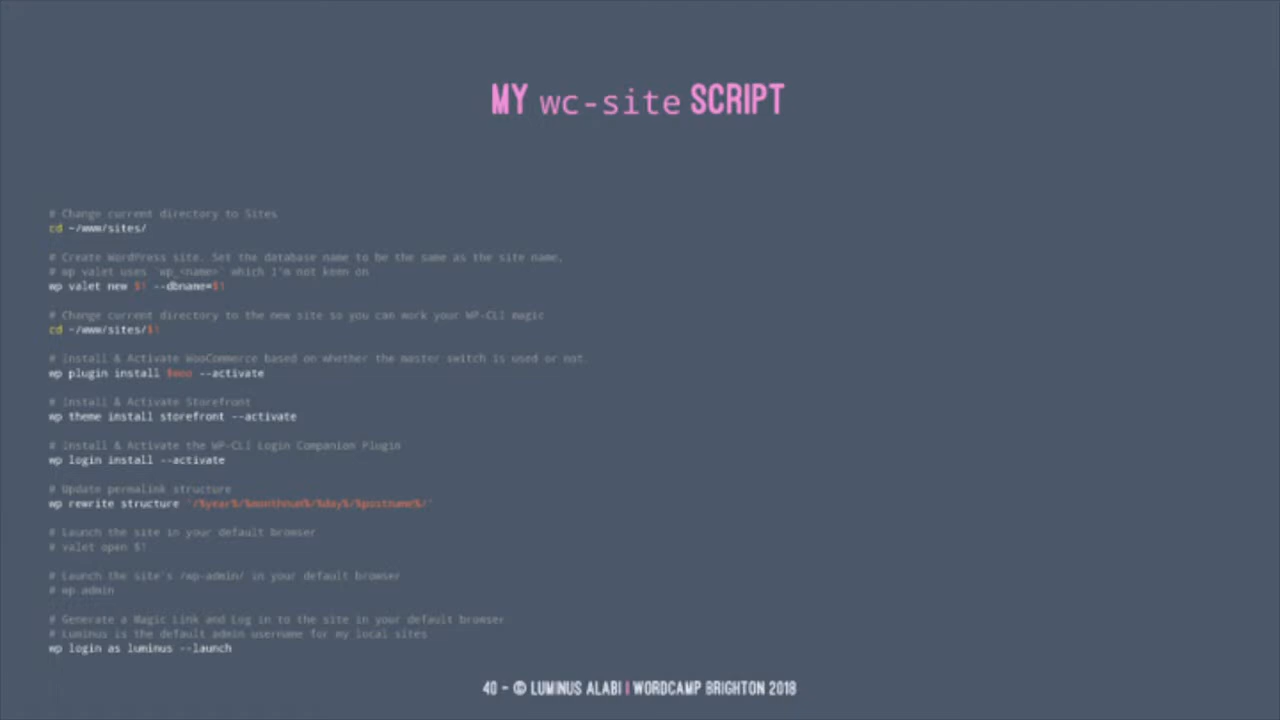 MY wc-site SCRIPT
# Change current directory to Sites
cd ~/www/sites/
# Create WordPress site. Set the database name to be the same as the site name,
# wp valet uses `wp_<name>` which I'm not keen on
wp valet new $1 --dbname=$1
# Change current directory to the new site so you can work your WP-CLI magic
cd ~/www/sites/$1
# Install & Activate WooCommerce based on whether the master switch is used or not.
wp plugin install $woo --activate
# Install & Activate Storefront
wp theme install storefront --activate
# Install & Activate the WP-CLI Login Companion Plugin
wp login install --activate
# Update permalink structure
wp rewrite structure '/%year%/%monthnum%/%day%/%postname%/'
# Launch the site in your default browser
# valet open $1
# Launch the site's /wp-admin/ in your default browser
# wp admin
# Generate a Magic Link and Log in to the site in your default browser
# Luminus is the default admin username for my local sites
wp login as luminus --launch
40 - © LUMINUS ALABI | WORDCAMP BRIGHTON 2018